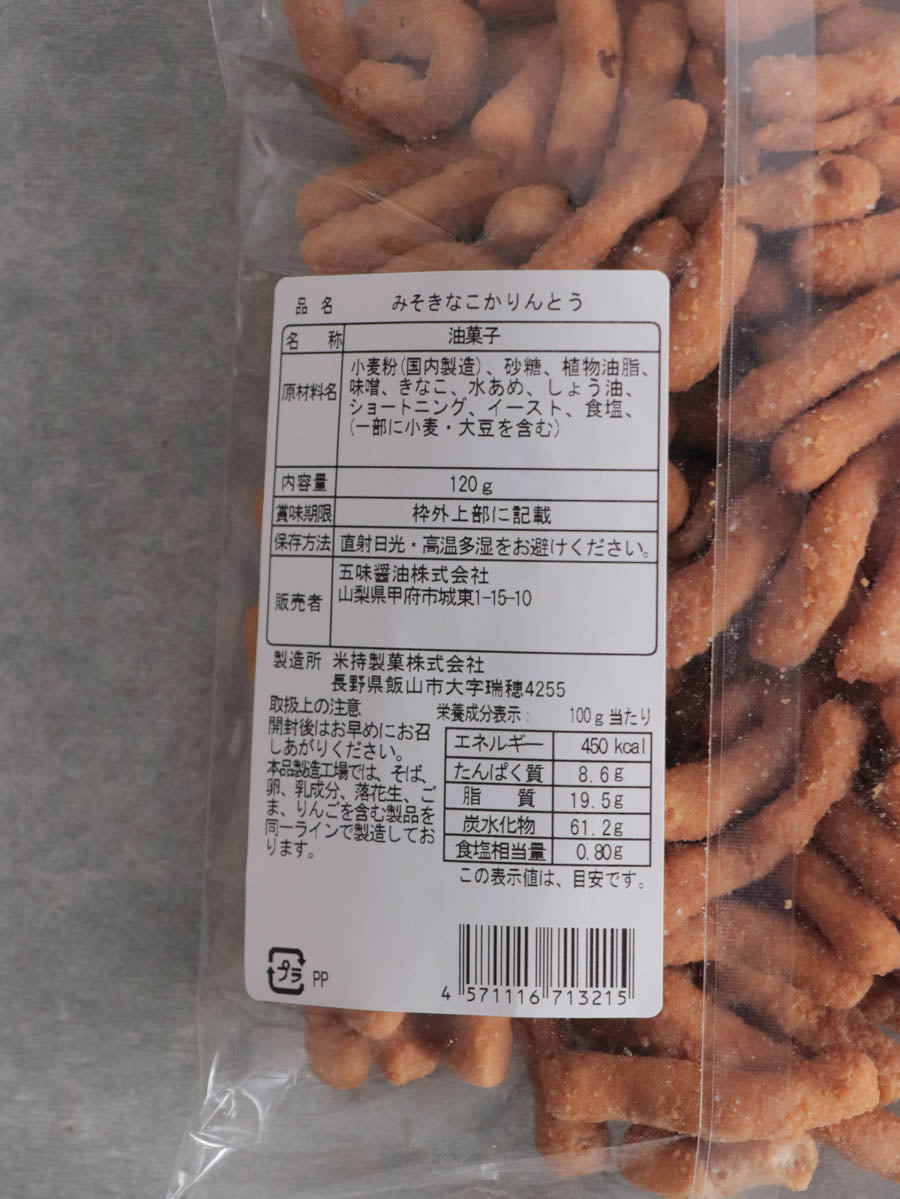 品名 みそきなこかりんとう
名称 油菓子
原材料名 小麦粉(国内製造)、砂糖、植物油脂、
味噌、きなこ、水あめ、しょう油、
ショートニング、イースト、食塩、
(一部に小麦・大豆を含む)
内容量 120g
賞味期限 枠外上部に記載
保存方法 直射日光・高温多湿をお避けください。
販売者 五味醤油株式会社
山梨県甲府市城東1-15-10
製造所 米持製菓株式会社
長野県飯山市大字瑞穂4255
取扱上の注意
開封後はお早めにお召
しあがりください。
本品製造工場では、そば、
卵、乳成分、落花生、ご
ま、りんごを含む製品を
同一ラインで製造してお
ります。
栄養成分表示: 100g当たり
エネルギー 450kcal
たんぱく質 8.6g
脂質 19.5g
炭水化物 61.2g
食塩相当量 0.80g
この表示値は、目安です。
プラ PP
4 571116 713215